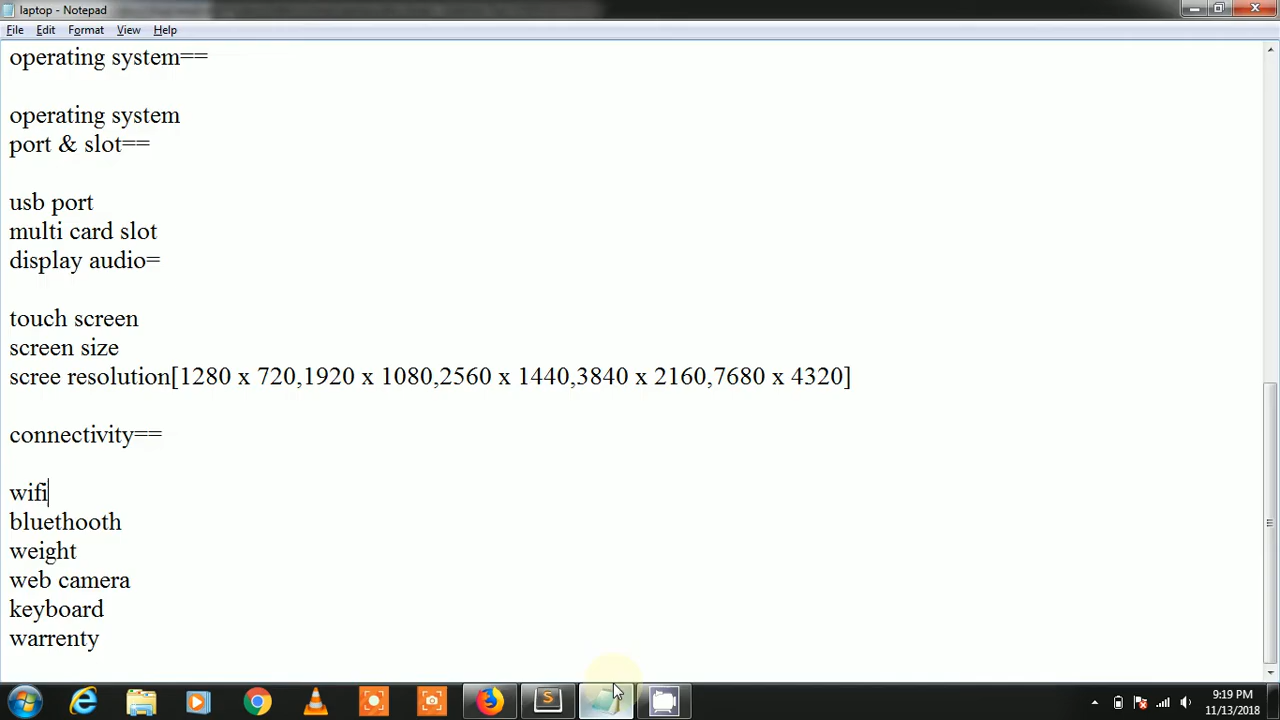 laptop - Notepad
File Edit Format View Help
operating system==
operating system
port & slot==
usb port
multi card slot
display audio=
touch screen
screen size
scree resolution[1280 x 720,1920 x 1080,2560 x 1440,3840 x 2160,7680 x 4320]
connectivity==
wifi
bluethooth
weight
web camera
keyboard
warrenty
9:19 PM
11/13/2018